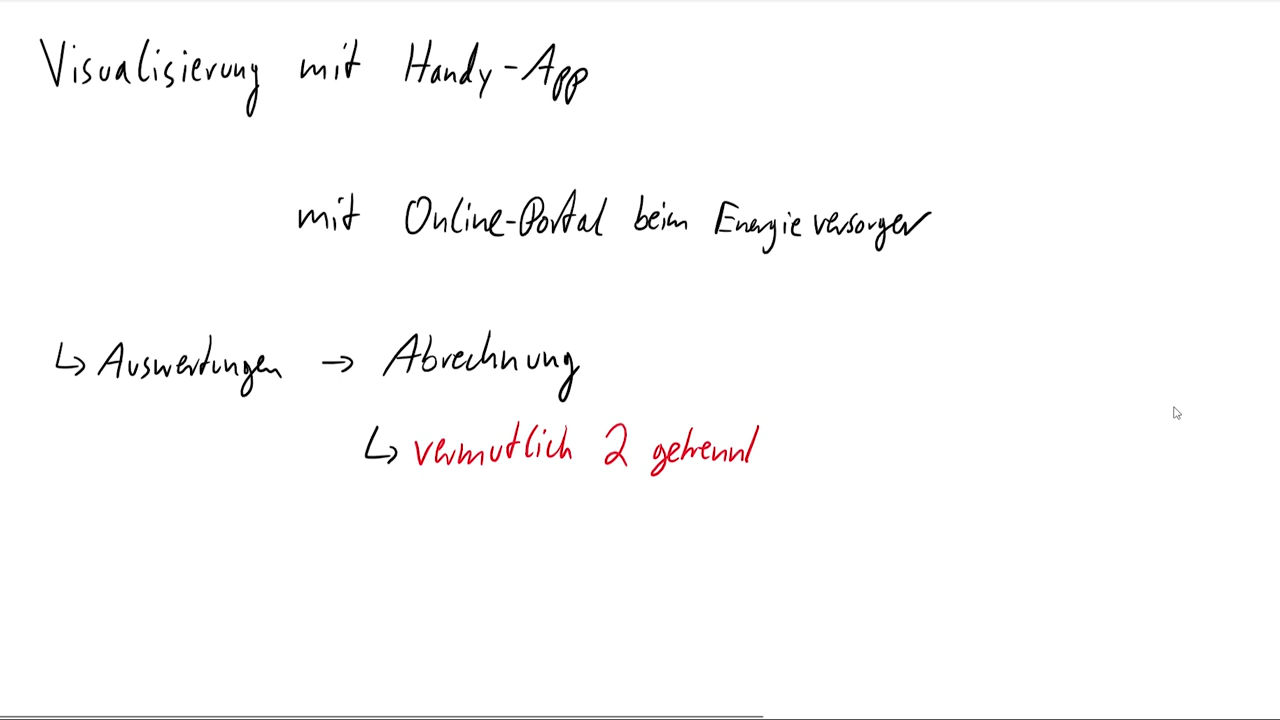 Visualisierung mit Handy-App
mit Online-Portal beim Energieversorger
↳ Auswertungen → Abrechnung
↳ vermutlich 2 getrennt